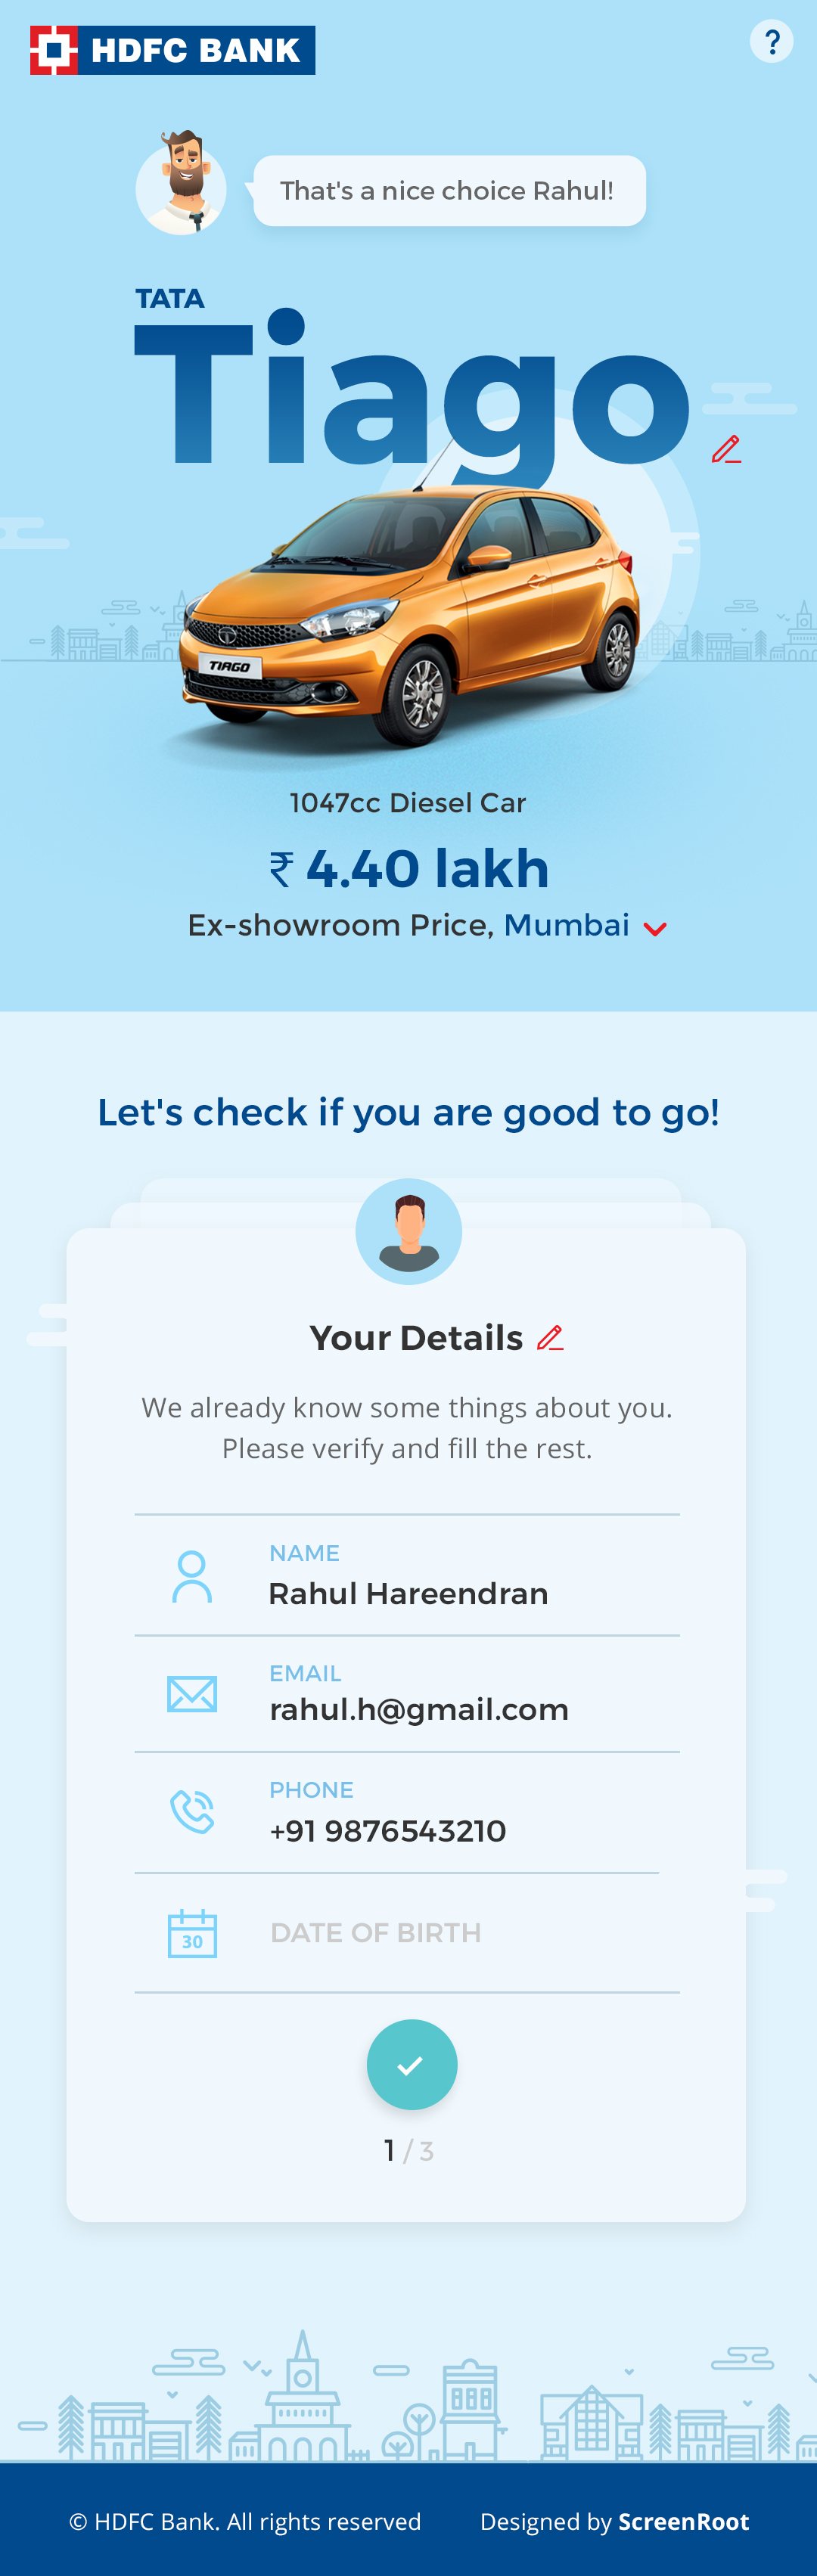 HDFC BANK
?
That's a nice choice Rahul!
TATA
Tiago
TIAGO
1047cc Diesel Car
₹ 4.40 lakh
Ex-showroom Price, Mumbai
Let's check if you are good to go!
Your Details
We already know some things about you.
Please verify and fill the rest.
NAME
Rahul Hareendran
EMAIL
rahul.h@gmail.com
PHONE
+91 9876543210
30
DATE OF BIRTH
1 / 3
© HDFC Bank. All rights reserved
Designed by ScreenRoot